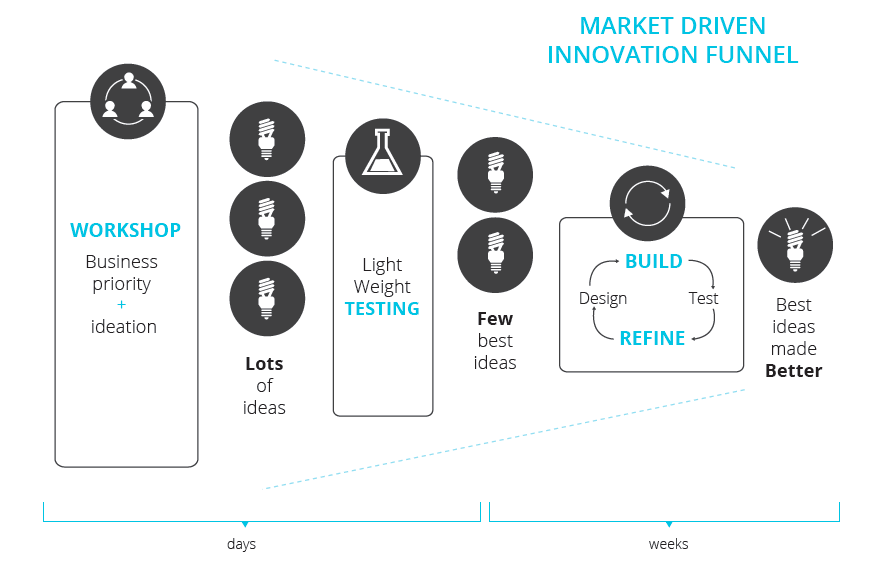 MARKET DRIVEN
INNOVATION FUNNEL
WORKSHOP
Business
priority
+
ideation
Lots
of
ideas
Light
Weight
TESTING
Few
best
ideas
BUILD
Design
Test
REFINE
Best
ideas
made
Better
days
weeks